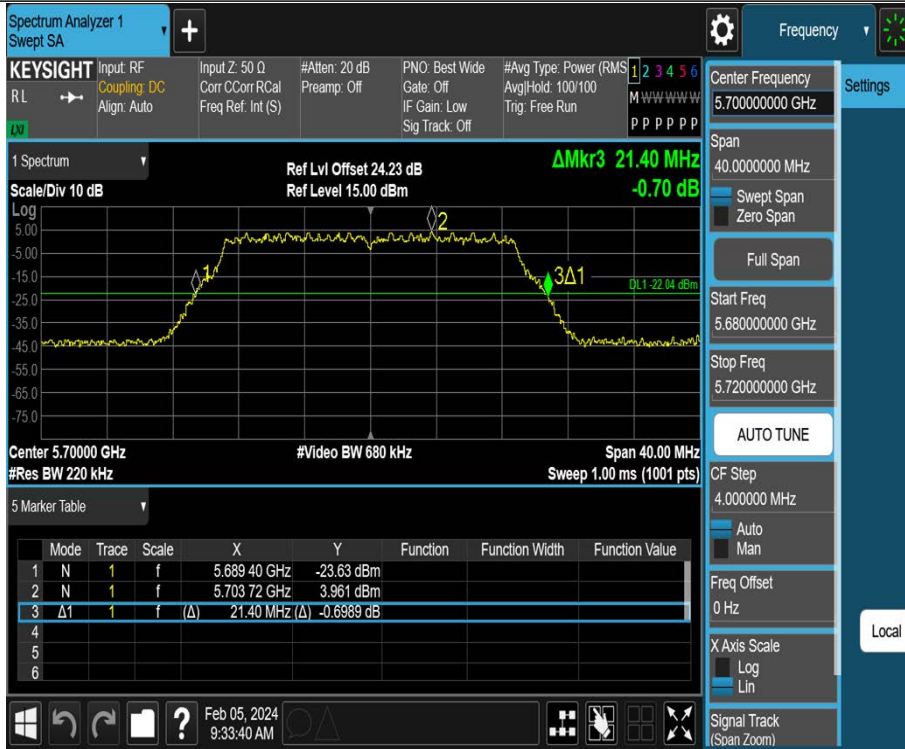 Spectrum Analyzer 1
Swept SA
+
Frequency
KEYSIGHT
RL
LXI
Input: RF
Coupling: DC
Align: Auto
Input Z: 50 Ω
Corr CCorr RCal
Freq Ref: Int (S)
#Atten: 20 dB
Preamp: Off
PNO: Best Wide
Gate: Off
IF Gain: Low
Sig Track: Off
#Avg Type: Power (RMS
Avg|Hold: 100/100
Trig: Free Run
1 2 3 4 5 6
M W W W W W
P P P P P P
1 Spectrum
Scale/Div 10 dB
Ref Lvl Offset 24.23 dB
Ref Level 15.00 dBm
ΔMkr3 21.40 MHz
-0.70 dB
Log
5.00
-5.00
-15.0
-25.0
-35.0
-45.0
-55.0
-65.0
-75.0
1
2
3Δ1
DL1 -22.04 dBm
Center 5.70000 GHz
#Res BW 220 kHz
#Video BW 680 kHz
Span 40.00 MHz
Sweep 1.00 ms (1001 pts)
5 Marker Table
Mode Trace Scale X Y Function Function Width Function Value
1 N 1 f 5.689 40 GHz -23.63 dBm
2 N 1 f 5.703 72 GHz 3.961 dBm
3 Δ1 1 f (Δ) 21.40 MHz (Δ) -0.6989 dB
4
5
6
?
Feb 05, 2024
9:33:40 AM
Center Frequency
5.700000000 GHz
Span
40.0000000 MHz
Swept Span
Zero Span
Full Span
Start Freq
5.680000000 GHz
Stop Freq
5.720000000 GHz
AUTO TUNE
CF Step
4.000000 MHz
Auto
Man
Freq Offset
0 Hz
X Axis Scale
Log
Lin
Signal Track
(Span Zoom)
Settings
Local